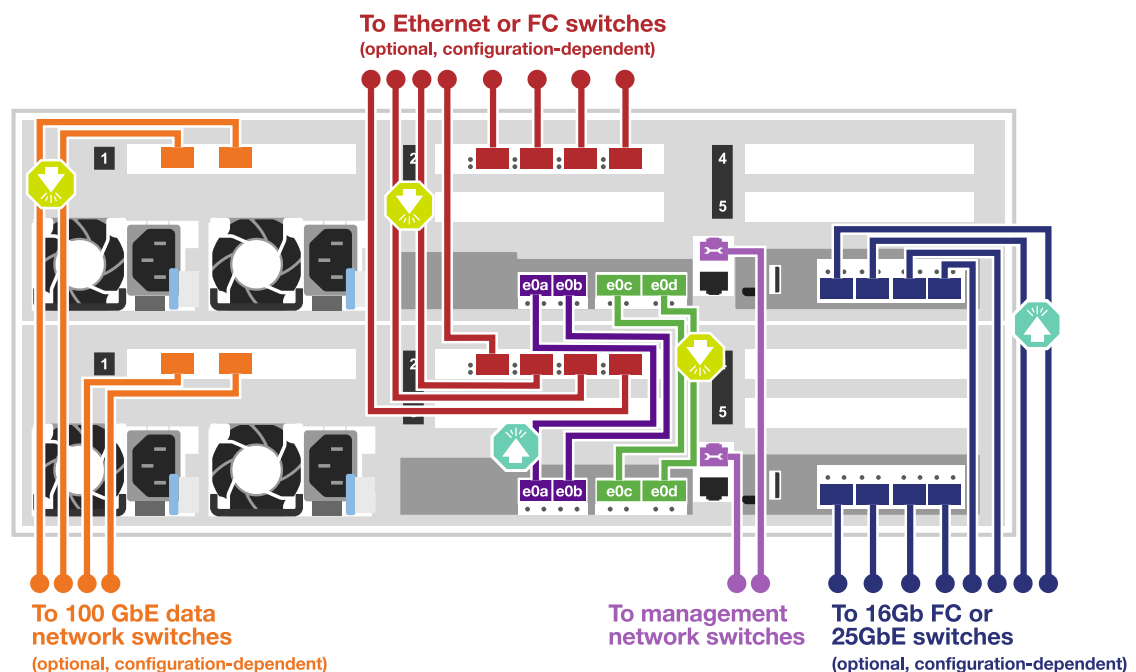 To Ethernet or FC switches
(optional, configuration-dependent)
1
2
4
5
e0a e0b e0c e0d
1
2
5
e0a e0b e0c e0d
To 100 GbE data
network switches
(optional, configuration-dependent)
To management
network switches
To 16Gb FC or
25GbE switches
(optional, configuration-dependent)